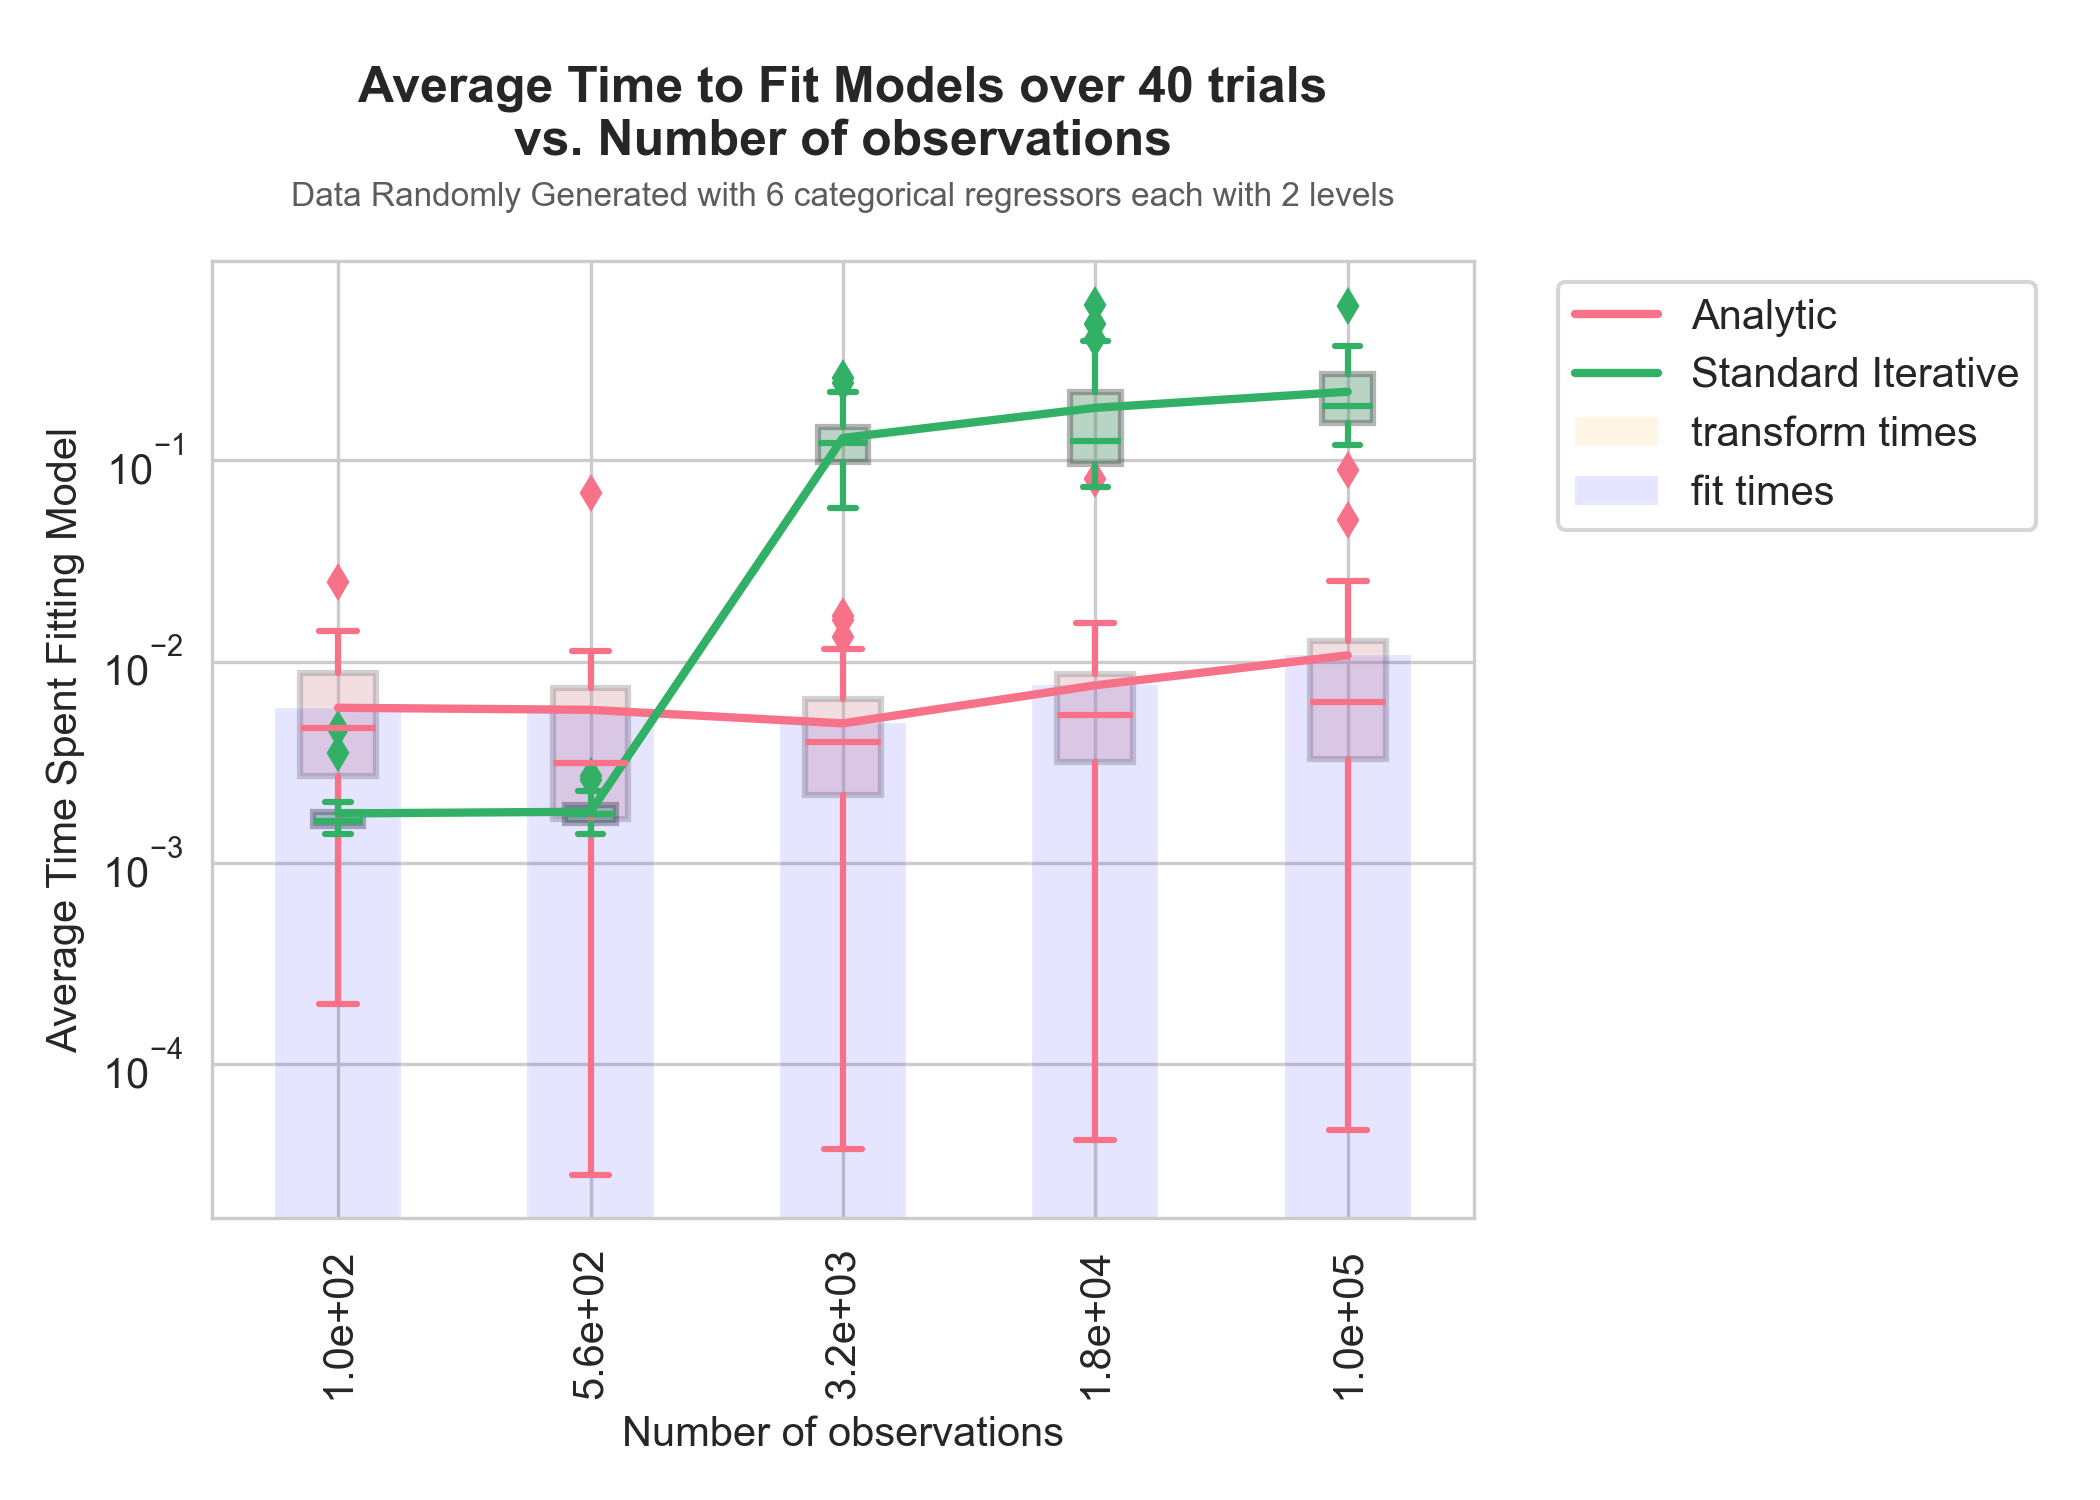 Average Time to Fit Models over 40 trials
vs. Number of observations
Data Randomly Generated with 6 categorical regressors each with 2 levels
Average Time Spent Fitting Model
10⁻¹
10⁻²
10⁻³
10⁻⁴
1.0e+02
5.6e+02
3.2e+03
1.8e+04
1.0e+05
Number of observations
Analytic
Standard Iterative
transform times
fit times